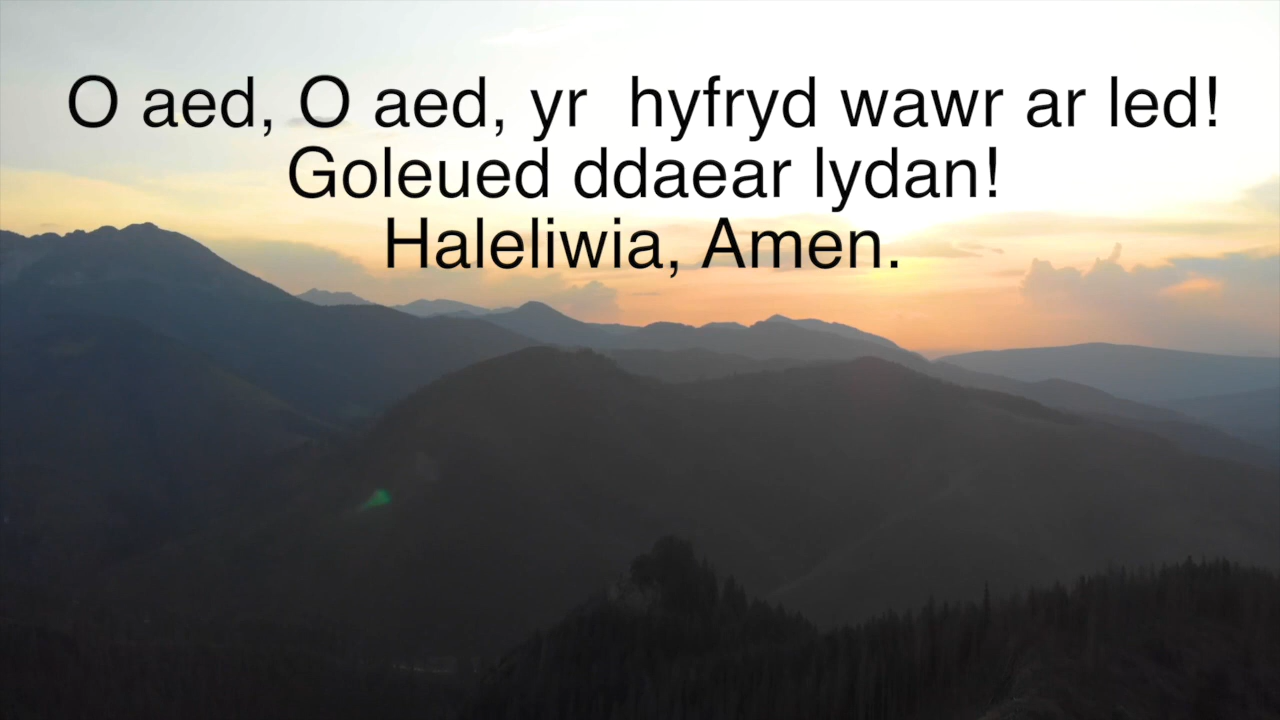 O aed, O aed, yr hyfryd wawr ar led!
Goleued ddaear lydan!
Haleliwia, Amen.